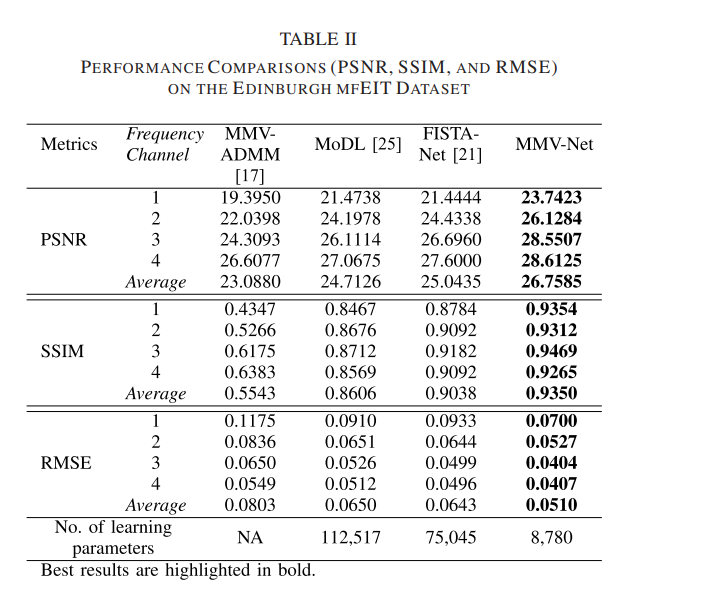 TABLE II
PERFORMANCE COMPARISONS (PSNR, SSIM, AND RMSE)
ON THE EDINBURGH MFEIT DATASET
Metrics Frequency Channel MMV-ADMM [17] MoDL [25] FISTA-Net [21] MMV-Net
PSNR
1 19.3950 21.4738 21.4444 23.7423
2 22.0398 24.1978 24.4338 26.1284
3 24.3093 26.1114 26.6960 28.5507
4 26.6077 27.0675 27.6000 28.6125
Average 23.0880 24.7126 25.0435 26.7585
SSIM
1 0.4347 0.8467 0.8784 0.9354
2 0.5266 0.8676 0.9092 0.9312
3 0.6175 0.8712 0.9182 0.9469
4 0.6383 0.8569 0.9092 0.9265
Average 0.5543 0.8606 0.9038 0.9350
RMSE
1 0.1175 0.0910 0.0933 0.0700
2 0.0836 0.0651 0.0644 0.0527
3 0.0650 0.0526 0.0499 0.0404
4 0.0549 0.0512 0.0496 0.0407
Average 0.0803 0.0650 0.0643 0.0510
No. of learning parameters NA 112,517 75,045 8,780
Best results are highlighted in bold.